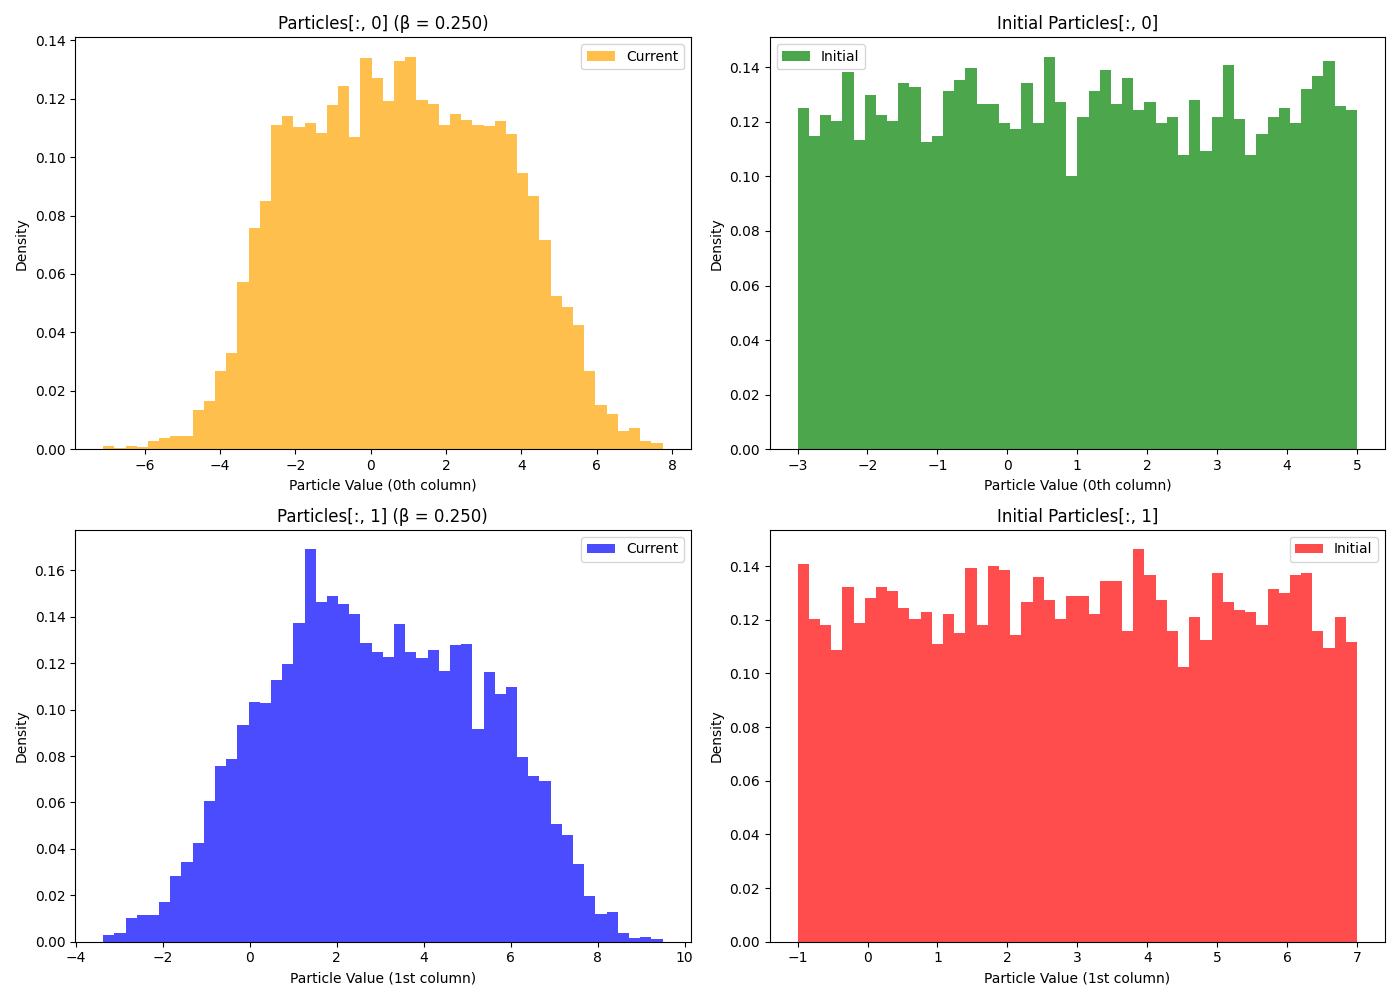 Particles[:, 0] (β = 0.250)
Current
0.14
0.12
0.10
0.08
0.06
0.04
0.02
0.00
Density
−6 −4 −2 0 2 4 6 8
Particle Value (0th column)
Initial Particles[:, 0]
Initial
0.14
0.12
0.10
0.08
0.06
0.04
0.02
0.00
Density
−3 −2 −1 0 1 2 3 4 5
Particle Value (0th column)
Particles[:, 1] (β = 0.250)
Current
0.16
0.14
0.12
0.10
0.08
0.06
0.04
0.02
0.00
Density
−4 −2 0 2 4 6 8 10
Particle Value (1st column)
Initial Particles[:, 1]
Initial
0.14
0.12
0.10
0.08
0.06
0.04
0.02
0.00
Density
−1 0 1 2 3 4 5 6 7
Particle Value (1st column)